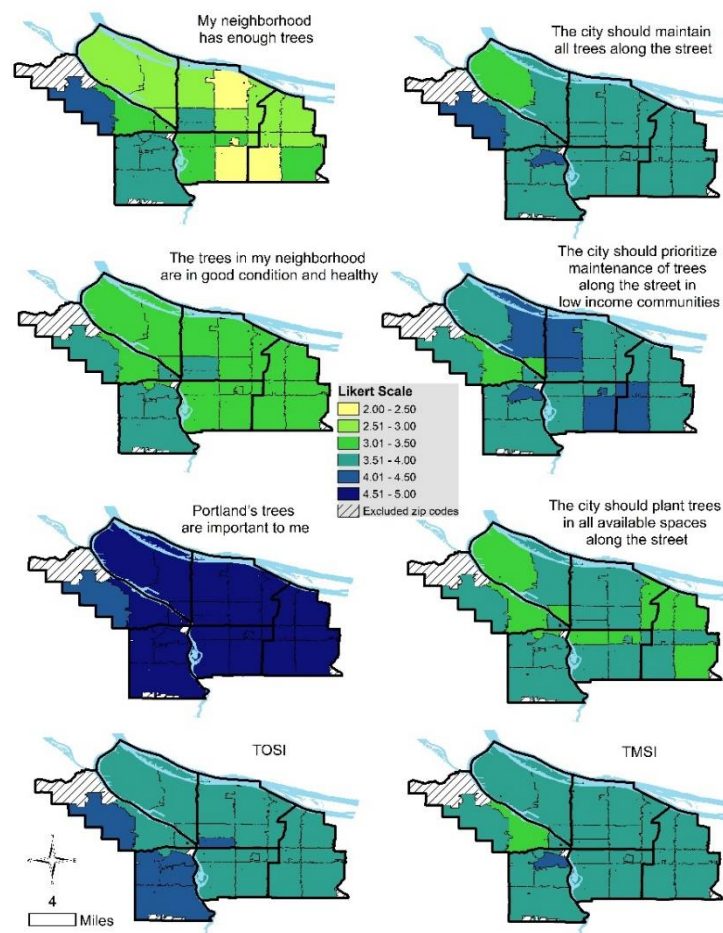 My neighborhood
has enough trees
The city should maintain
all trees along the street
The trees in my neighborhood
are in good condition and healthy
The city should prioritize
maintenance of trees
along the street in
low income communities
Likert Scale
2.00 - 2.50
2.51 - 3.00
3.01 - 3.50
3.51 - 4.00
4.01 - 4.50
4.51 - 5.00
Excluded zip codes
Portland's trees
are important to me
The city should plant trees
in all available spaces
along the street
TOSI
TMSI
4
Miles